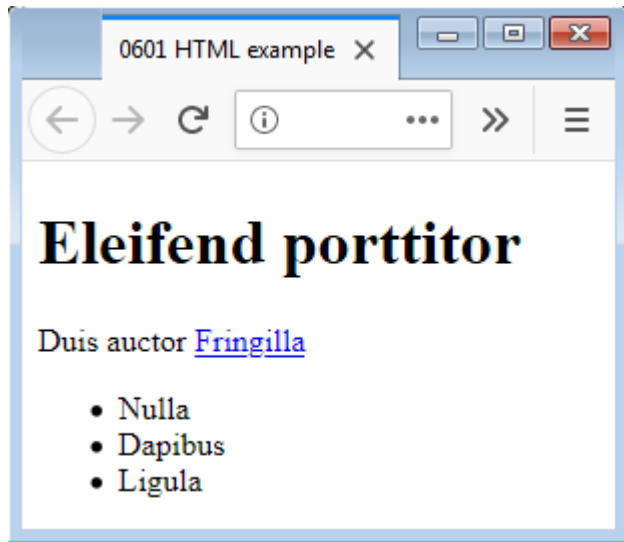 0601 HTML example
Eleifend porttitor
Duis auctor Fringilla
• Nulla
• Dapibus
• Ligula